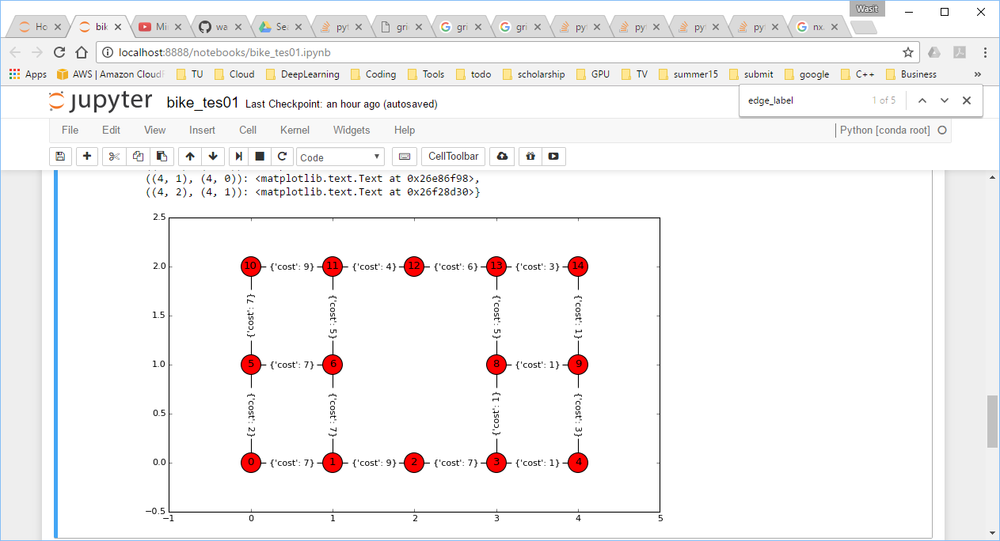 Wasit
Ho bik Mi wa Sea pyt gri gri gri pyt pyt pyt pyt nx.
localhost:8888/notebooks/bike_tes01.ipynb
Apps AWS | Amazon Cloudf TU Cloud DeepLearning Coding Tools todo scholarship GPU TV summer15 submit google C++ Business »
edge_label 1 of 5
jupyter bike_tes01 Last Checkpoint: an hour ago (autosaved)
File Edit View Insert Cell Kernel Widgets Help Python [conda root]
Code CellToolbar
((4, 1), (4, 0)): <matplotlib.text.Text at 0x26e86f98>,
((4, 2), (4, 1)): <matplotlib.text.Text at 0x26f28d30>}
2.5
2.0 10 {'cost': 9} 11 {'cost': 4} 12 {'cost': 6} 13 {'cost': 3} 14
1.5 {'cost': 7} {'cost': 5} {'cost': 5} {'cost': 1}
1.0 5 {'cost': 7} 6 8 {'cost': 1} 9
0.5 {'cost': 2} {'cost': 7} {'cost': 1} {'cost': 3}
0.0 0 {'cost': 7} 1 {'cost': 9} 2 {'cost': 7} 3 {'cost': 1} 4
−0.5
−1 0 1 2 3 4 5